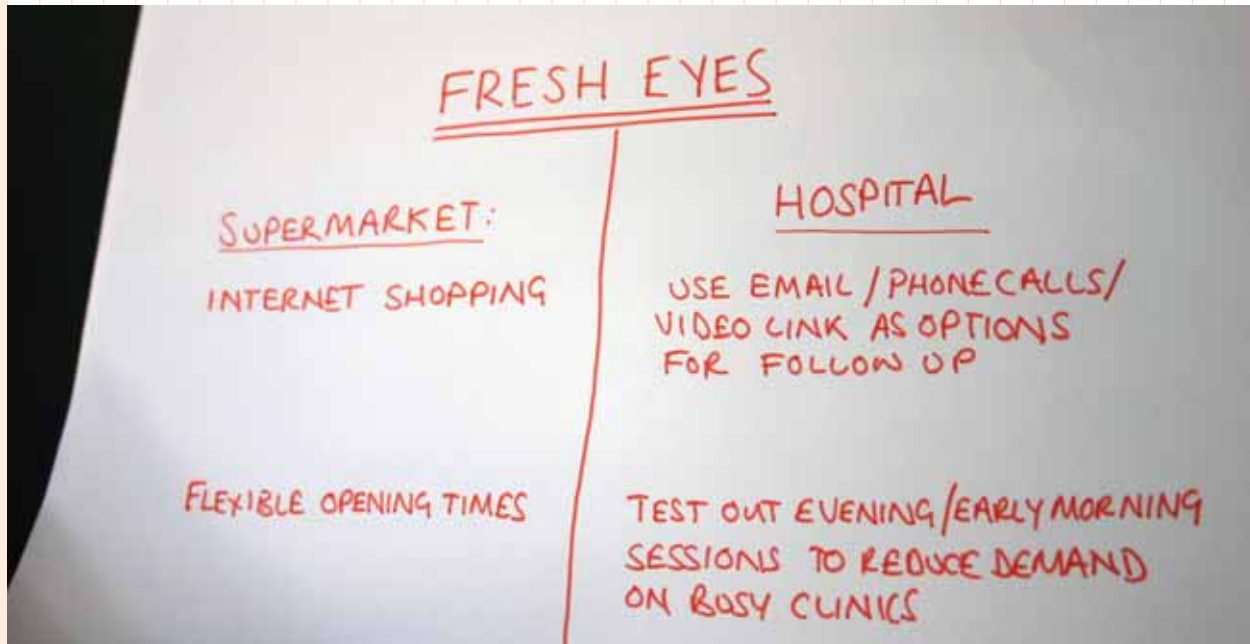 FRESH EYES
SUPERMARKET:
INTERNET SHOPPING
FLEXIBLE OPENING TIMES
HOSPITAL
USE EMAIL / PHONECALLS/
VIDEO LINK AS OPTIONS
FOR FOLLOW UP
TEST OUT EVENING/EARLY MORNING
SESSIONS TO REDUCE DEMAND
ON BUSY CLINICS